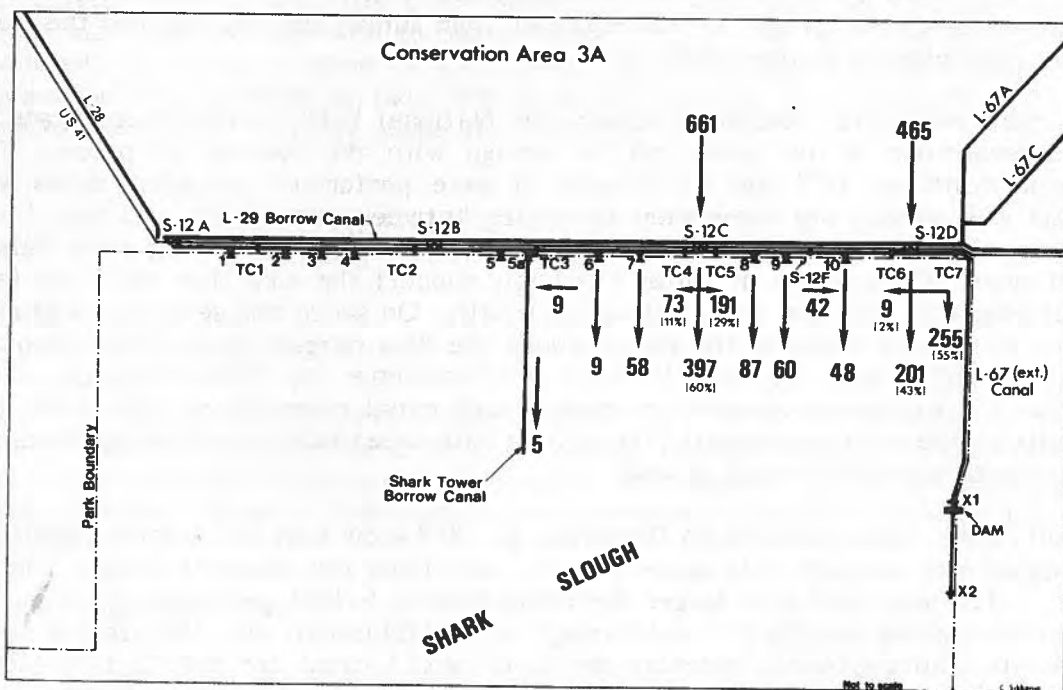 Conservation Area 3A
L-28
US 41
L-67A
L-67C
661
465
S-12 A
L-29 Borrow Canal
S-12B
S-12C
S-12D
1
TC1
2
3
4
TC2
5
5a
TC3
6
7
TC4
TC5
8
9
S-12F
10
TC6
TC7
9
73
(11%)
191
(29%)
42
9
(2%)
255
(55%)
9
58
397
(60%)
87
60
48
201
(43%)
L-67 (ext.)
Canal
5
Shark Tower
Borrow Canal
Park Boundary
X1
DAM
X2
SHARK SLOUGH
Not to scale